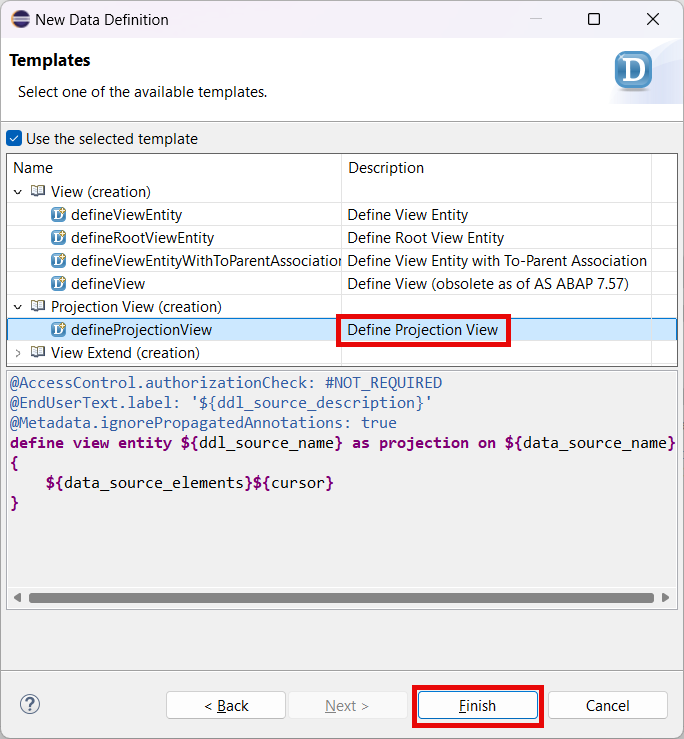 New Data Definition
Templates
Select one of the available templates.
D
Use the selected template
Name Description
View (creation)
defineViewEntity Define View Entity
defineRootViewEntity Define Root View Entity
defineViewEntityWithToParentAssociation Define View Entity with To-Parent Association
defineView Define View (obsolete as of AS ABAP 7.57)
Projection View (creation)
defineProjectionView Define Projection View
View Extend (creation)
@AccessControl.authorizationCheck: #NOT_REQUIRED
@EndUserText.label: '${ddl_source_description}'
@Metadata.ignorePropagatedAnnotations: true
define view entity ${ddl_source_name} as projection on ${data_source_name}
{
${data_source_elements}${cursor}
}
? < Back Next > Finish Cancel